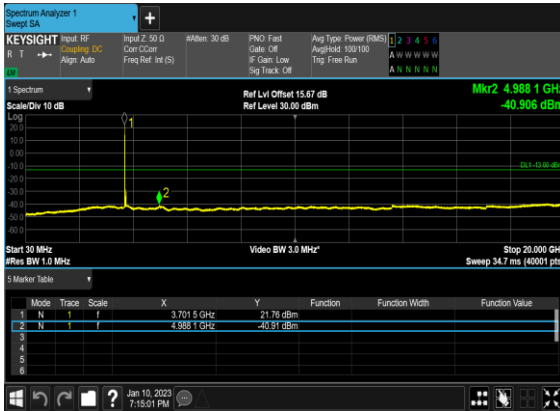 Spectrum Analyzer 1
Swept SA
+
KEYSIGHT Input: RF Input Z: 50 Ω #Atten: 30 dB PNO: Fast Avg Type: Power (RMS) 1 2 3 4 5 6
R T Coupling: DC Corr CCorr Gate: Off Avg|Hold: 100/100 A W W W W W
Align: Auto Freq Ref: Int (S) IF Gain: Low Trig: Free Run
Sig Track: Off A N N N N N
1 Spectrum Ref Lvl Offset 15.67 dB Mkr2 4.988 1 GHz
Scale/Div 10 dB Ref Level 30.00 dBm -40.906 dBm
Log
20.0
10.0
0.00
-10.0
-20.0
-30.0
-40.0
-50.0
-60.0
1
2
DL1 -13.00 dBm
Start 30 MHz Video BW 3.0 MHz* Stop 20.000 GHz
#Res BW 1.0 MHz Sweep 34.7 ms (40001 pts)
5 Marker Table
Mode Trace Scale X Y Function Function Width Function Value
1 N 1 f 3.701 5 GHz 21.76 dBm
2 N 1 f 4.988 1 GHz -40.91 dBm
3
4
5
6
? Jan 10, 2023
7:15:01 PM